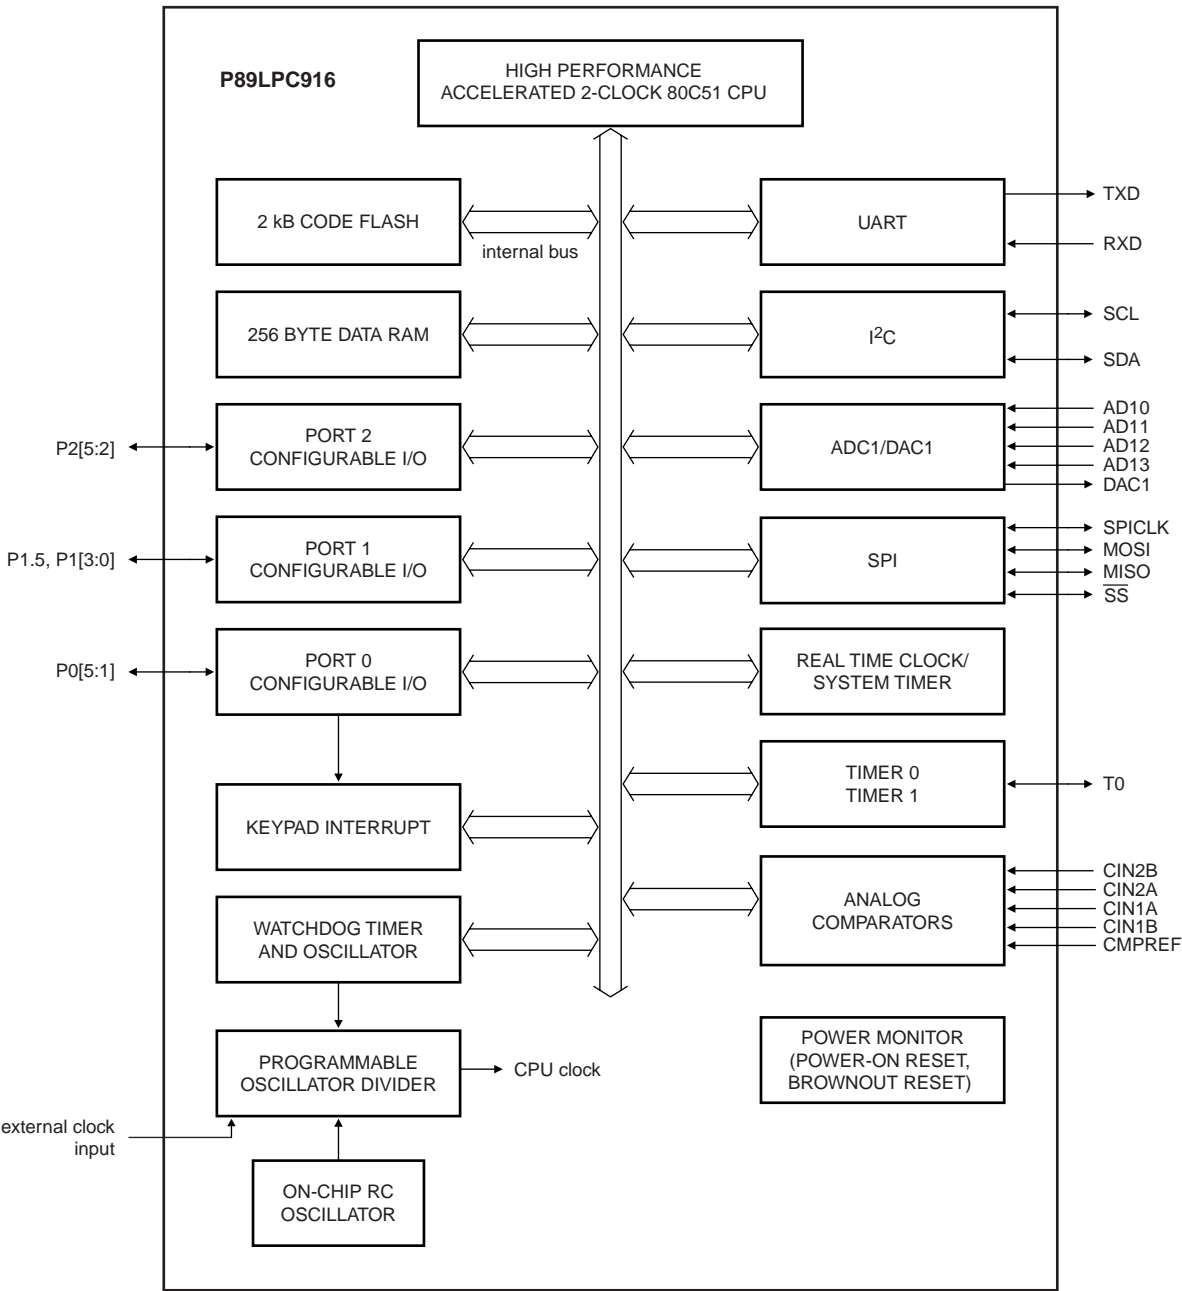 P89LPC916
HIGH PERFORMANCE
ACCELERATED 2-CLOCK 80C51 CPU
2 kB CODE FLASH
internal bus
UART
TXD
RXD
256 BYTE DATA RAM
I²C
SCL
SDA
P2[5:2]
PORT 2
CONFIGURABLE I/O
ADC1/DAC1
AD10
AD11
AD12
AD13
DAC1
P1.5, P1[3:0]
PORT 1
CONFIGURABLE I/O
SPI
SPICLK
MOSI
MISO
S̅S̅
P0[5:1]
PORT 0
CONFIGURABLE I/O
REAL TIME CLOCK/
SYSTEM TIMER
KEYPAD INTERRUPT
TIMER 0
TIMER 1
T0
WATCHDOG TIMER
AND OSCILLATOR
ANALOG
COMPARATORS
CIN2B
CIN2A
CIN1A
CIN1B
CMPREF
PROGRAMMABLE
OSCILLATOR DIVIDER
CPU clock
POWER MONITOR
(POWER-ON RESET,
BROWNOUT RESET)
external clock
input
ON-CHIP RC
OSCILLATOR